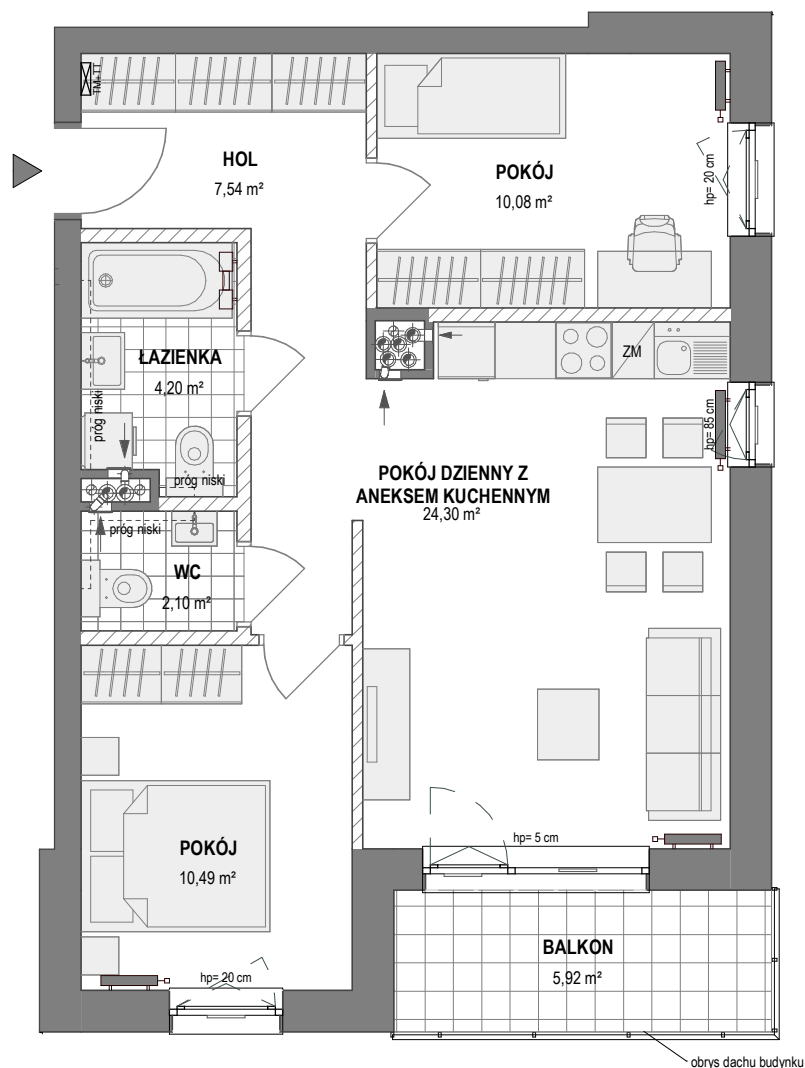 TM+TT
HOL
7,54 m²
POKÓJ
10,08 m²
hp= 20 cm
ŁAZIENKA
4,20 m²
próg niski
próg niski
ZM
hp= 85 cm
POKÓJ DZIENNY Z
ANEKSEM KUCHENNYM
24,30 m²
próg niski
WC
2,10 m²
POKÓJ
10,49 m²
hp= 20 cm
hp= 5 cm
BALKON
5,92 m²
obrys dachu budynku